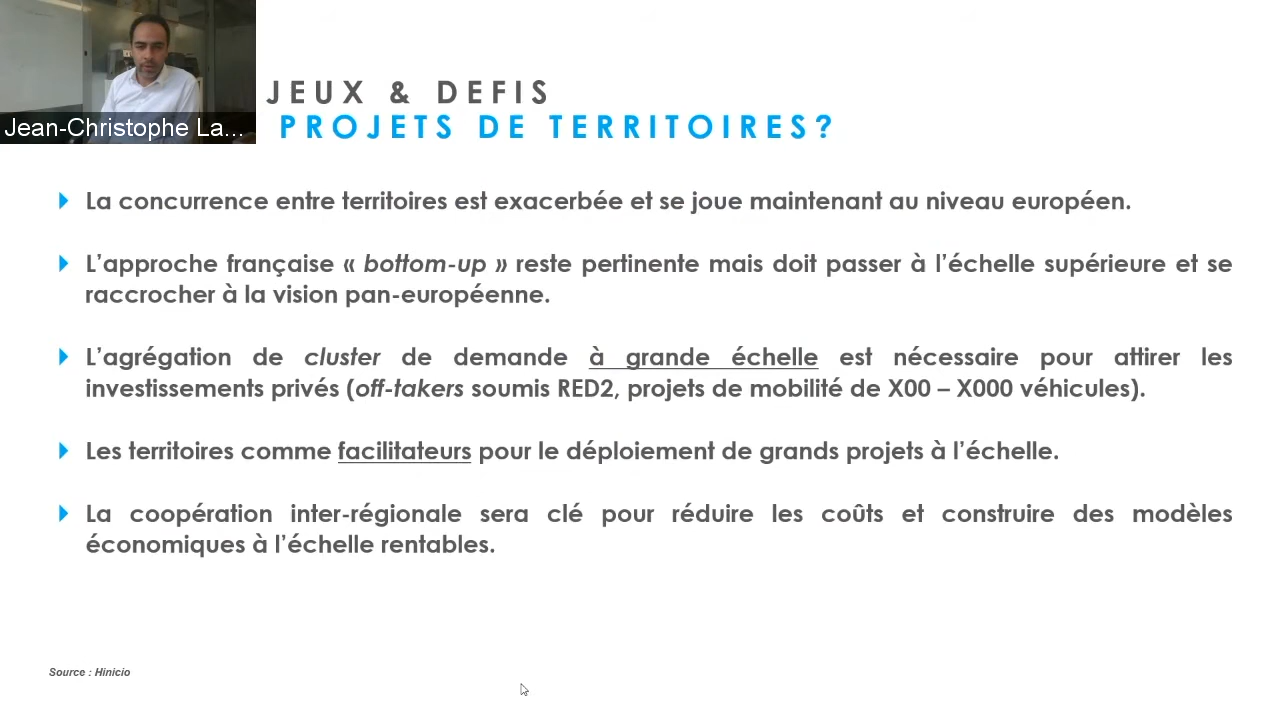 Jean-Christophe La...
JEUX & DEFIS
PROJETS DE TERRITOIRES?
La concurrence entre territoires est exacerbée et se joue maintenant au niveau européen.
L’approche française « bottom-up » reste pertinente mais doit passer à l’échelle supérieure et se
raccrocher à la vision pan-européenne.
L’agrégation de cluster de demande à grande échelle est nécessaire pour attirer les
investissements privés (off-takers soumis RED2, projets de mobilité de X00 – X000 véhicules).
Les territoires comme facilitateurs pour le déploiement de grands projets à l’échelle.
La coopération inter-régionale sera clé pour réduire les coûts et construire des modèles
économiques à l’échelle rentables.
Source : Hinicio